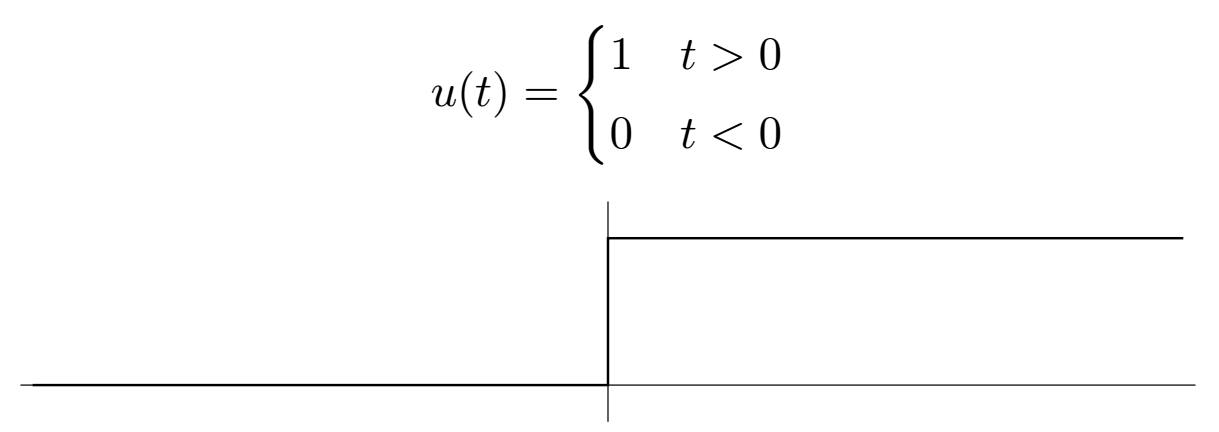 u(t) = { 1 t > 0
0 t < 0